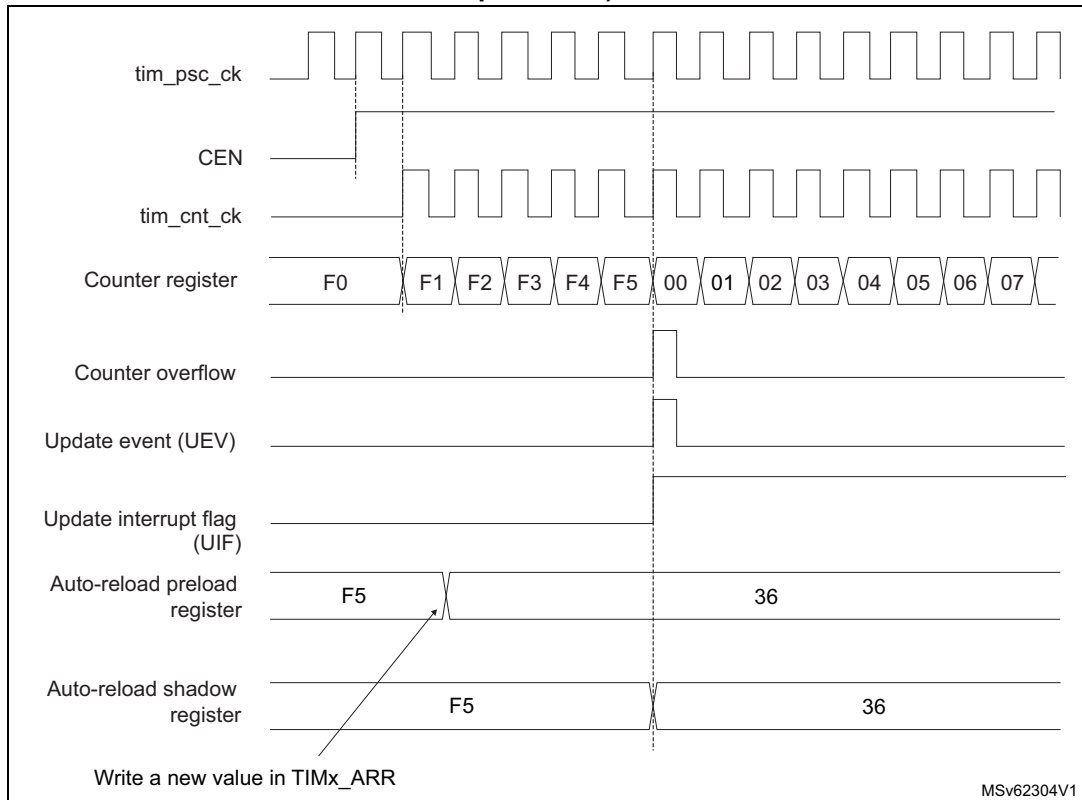 tim_psc_ck
CEN
tim_cnt_ck
Counter register
F0
F1
F2
F3
F4
F5
00
01
02
03
04
05
06
07
Counter overflow
Update event (UEV)
Update interrupt flag
(UIF)
Auto-reload preload
register
F5
36
Auto-reload shadow
register
F5
36
Write a new value in TIMx_ARR
MSv62304V1